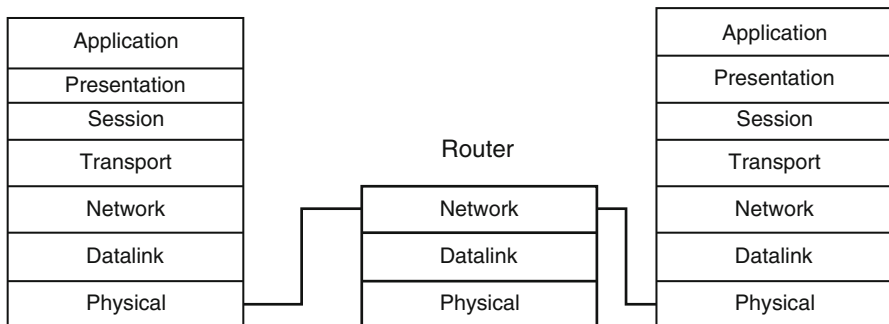 Application
Presentation
Session
Transport
Network
Datalink
Physical
Router
Network
Datalink
Physical
Application
Presentation
Session
Transport
Network
Datalink
Physical